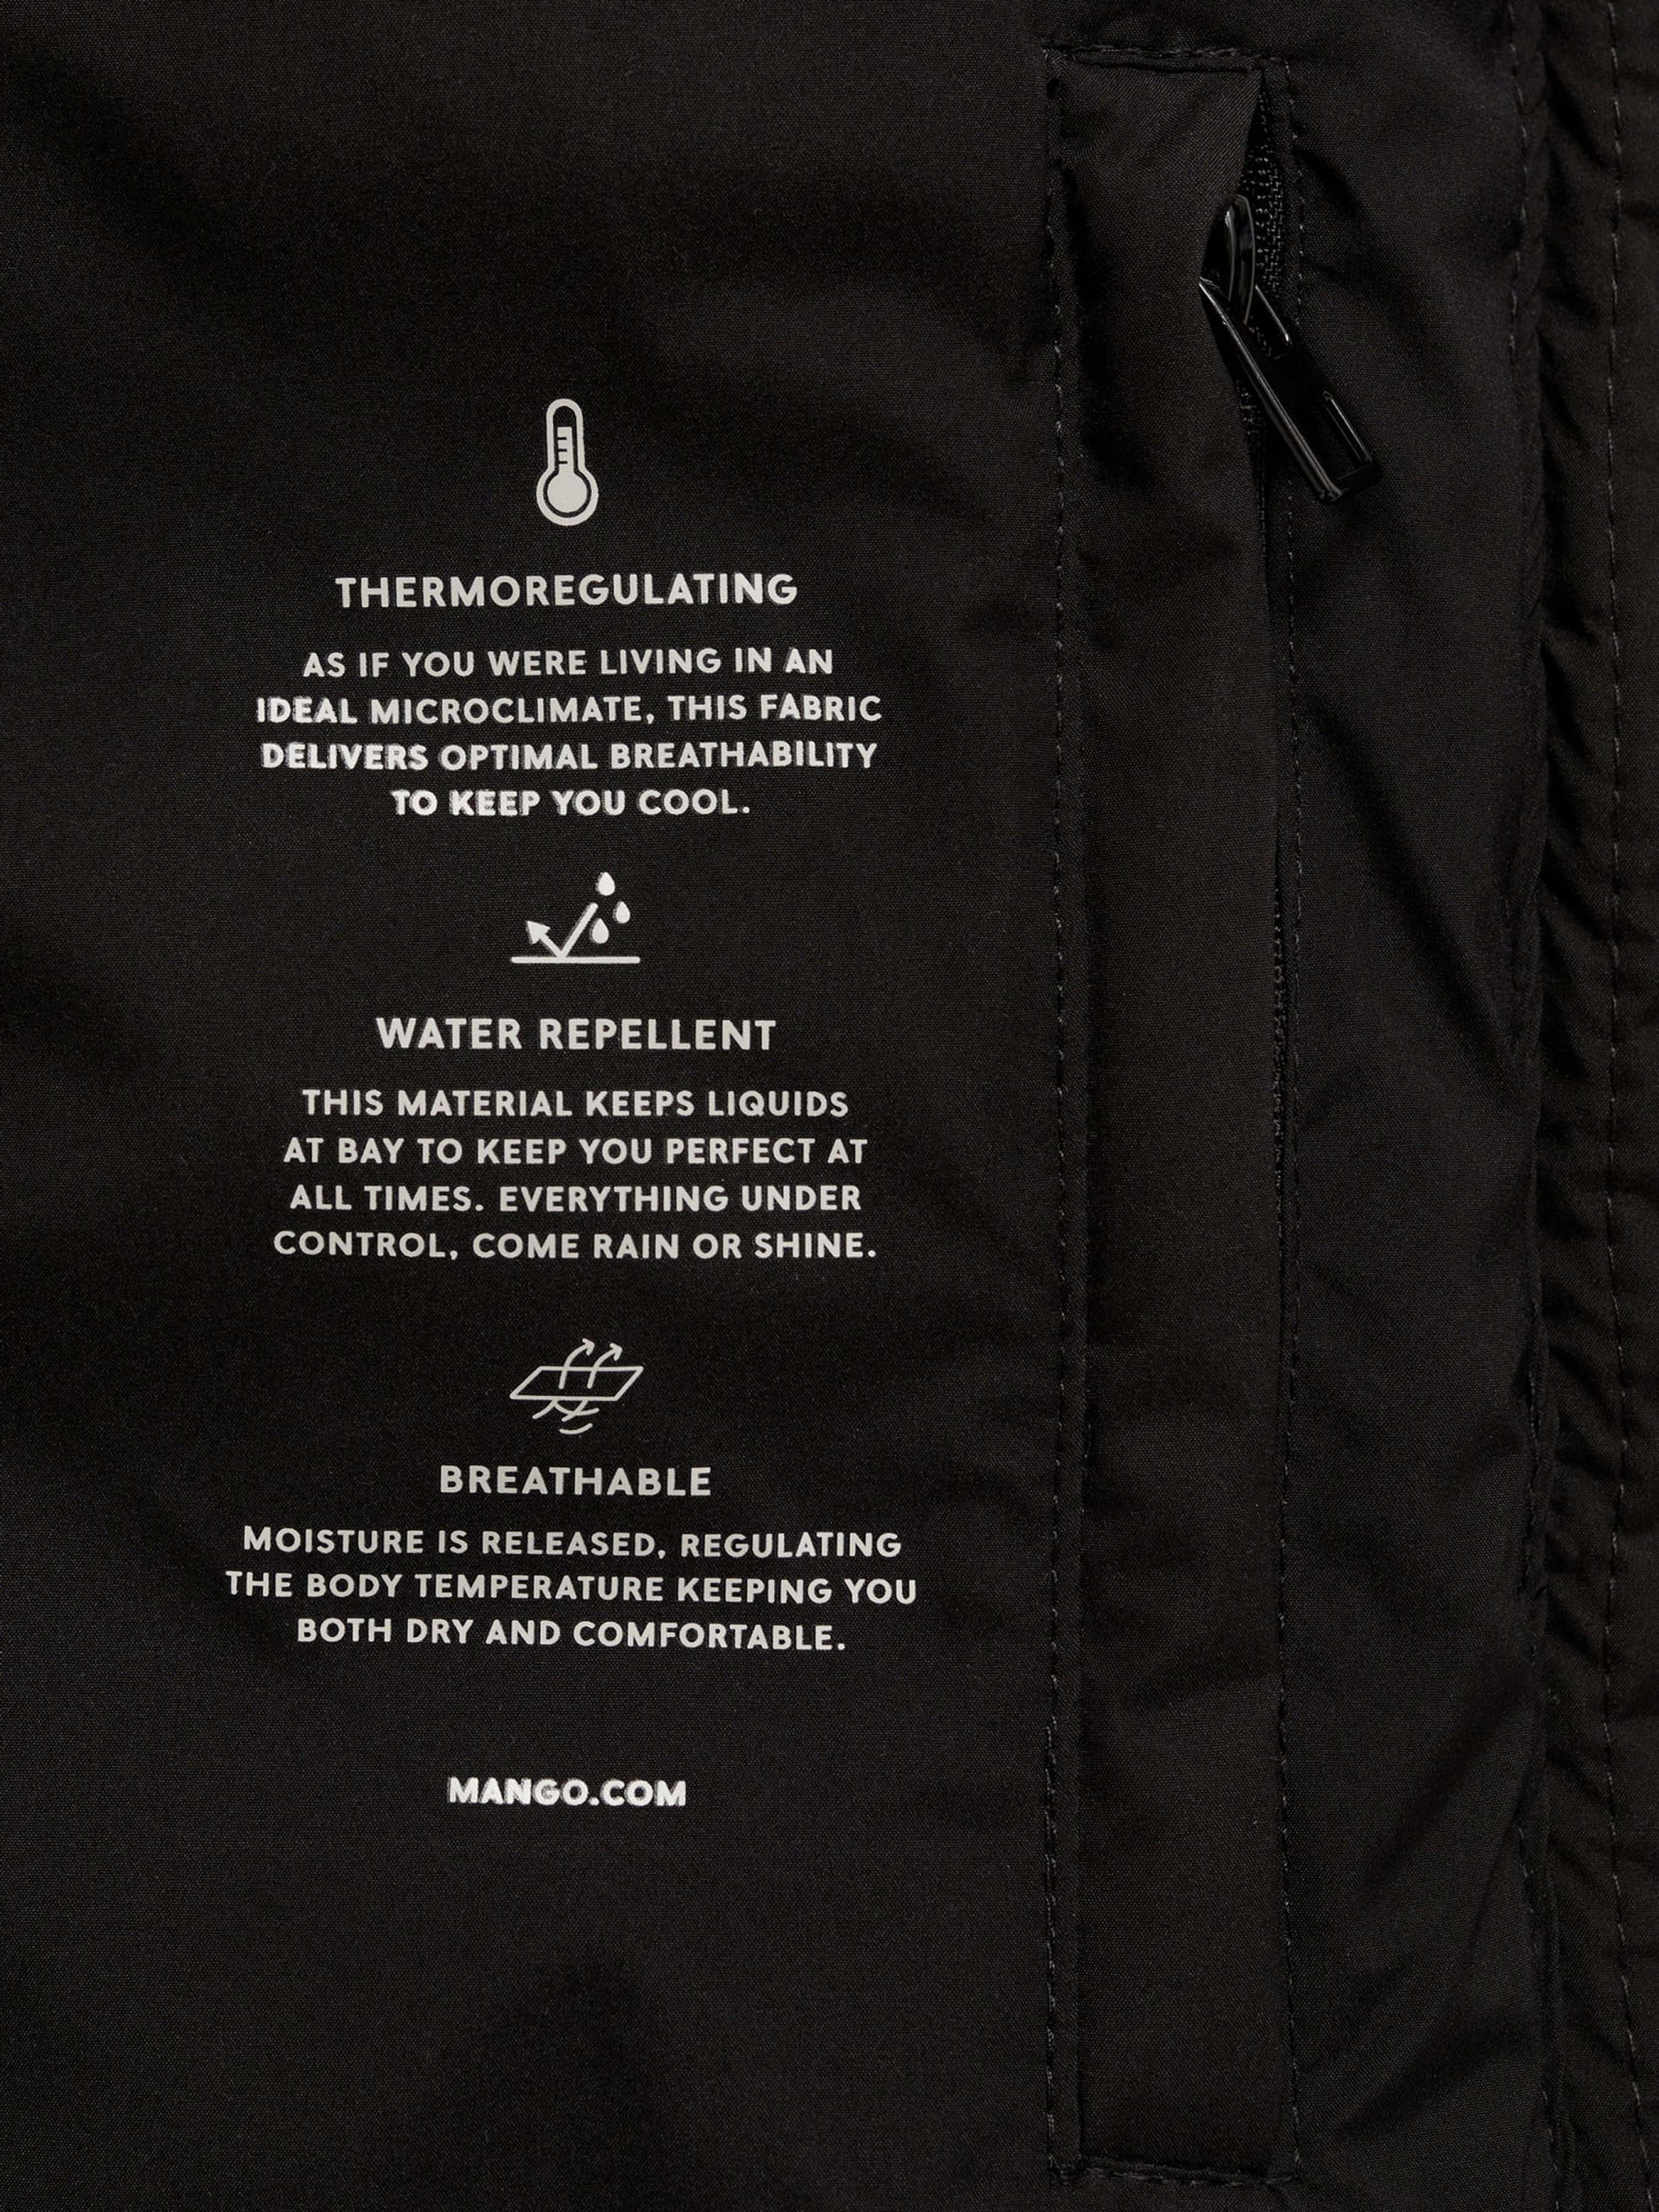 THERMOREGULATING
AS IF YOU WERE LIVING IN AN
IDEAL MICROCLIMATE, THIS FABRIC
DELIVERS OPTIMAL BREATHABILITY
TO KEEP YOU COOL.
WATER REPELLENT
THIS MATERIAL KEEPS LIQUIDS
AT BAY TO KEEP YOU PERFECT AT
ALL TIMES. EVERYTHING UNDER
CONTROL, COME RAIN OR SHINE.
BREATHABLE
MOISTURE IS RELEASED, REGULATING
THE BODY TEMPERATURE KEEPING YOU
BOTH DRY AND COMFORTABLE.
MANGO.COM